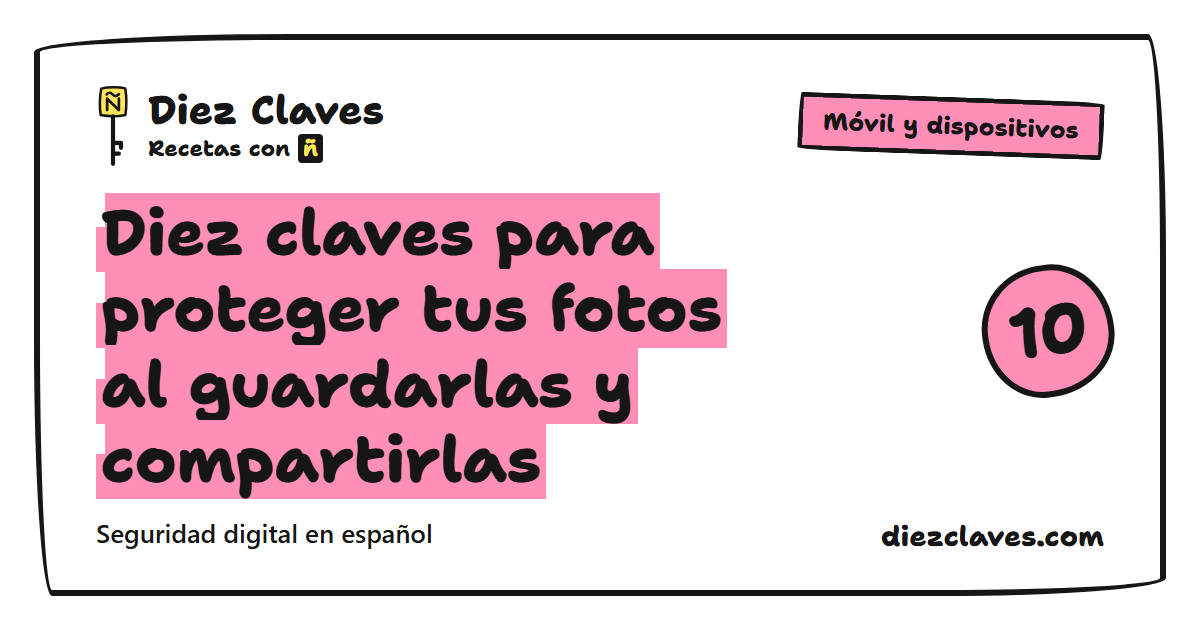 Ñ
Diez Claves
Recetas con ñ
Móvil y dispositivos
Diez claves para
proteger tus fotos
al guardarlas y
compartirlas
10
Seguridad digital en español
diezclaves.com